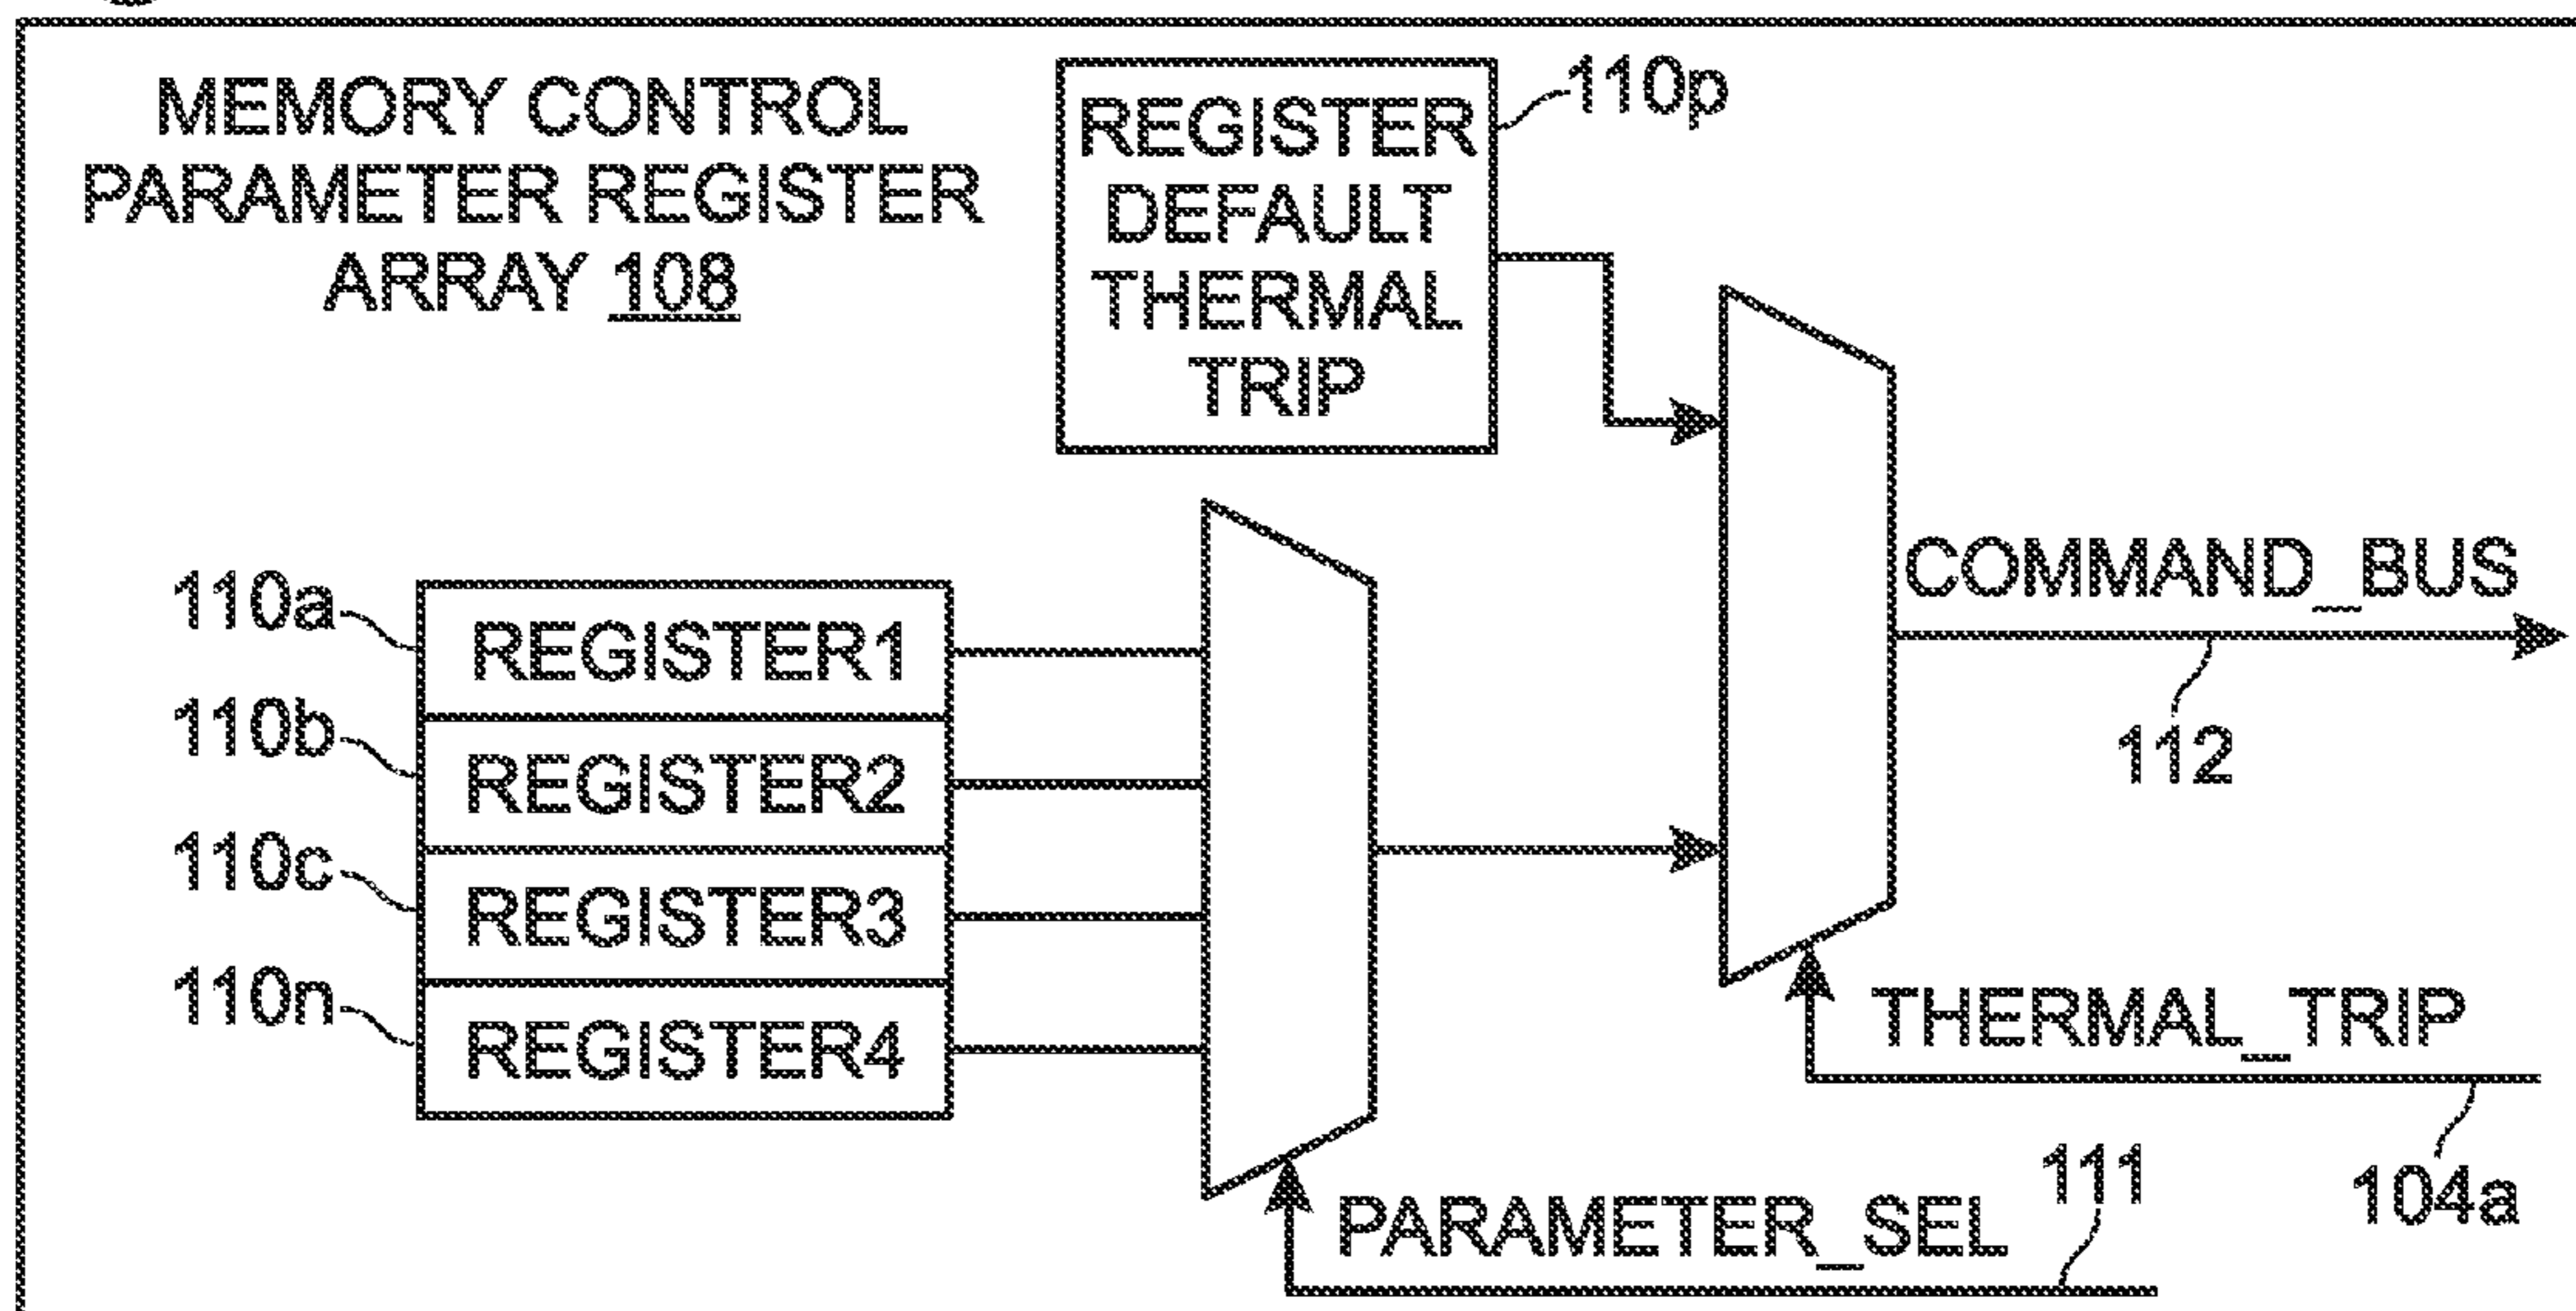 MEMORY CONTROL
PARAMETER REGISTER
ARRAY 108
REGISTER
DEFAULT
THERMAL
TRIP
110p
110a
REGISTER1
110b
REGISTER2
110c
REGISTER3
110n
REGISTER4
COMMAND_BUS
112
THERMAL_TRIP
104a
PARAMETER_SEL
111